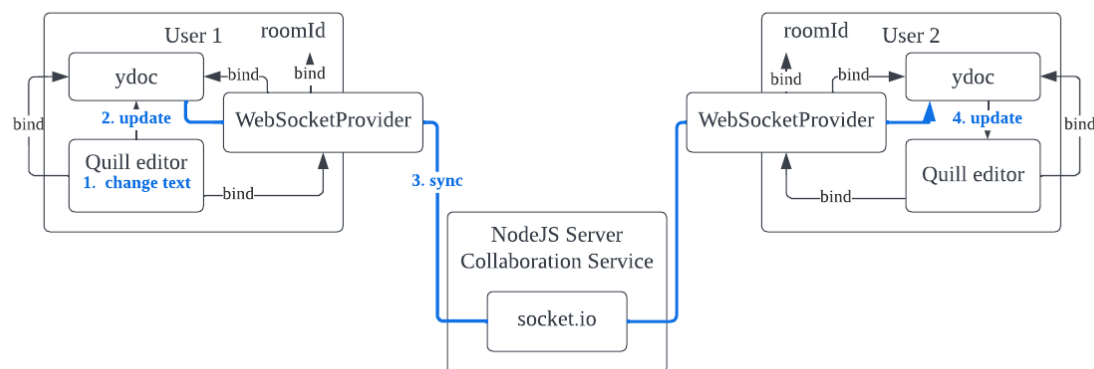 User 1
roomId
ydoc
bind
bind
WebSocketProvider
2. update
bind
Quill editor
1. change text
bind
3. sync
NodeJS Server
Collaboration Service
socket.io
roomId
User 2
bind
bind
ydoc
WebSocketProvider
4. update
bind
Quill editor
bind